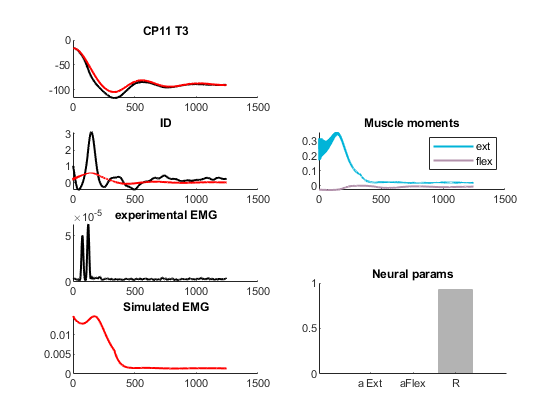 CP11 T3
0
-50
-100
0 500 1000 1500
ID
3
2
1
0
0 500 1000 1500
Muscle moments
0.3
0.2
0.1
0
ext
flex
0 500 1000 1500
×10⁻⁵
experimental EMG
5
0
0 500 1000 1500
Simulated EMG
0.01
0.005
0
0 500 1000 1500
Neural params
1
0.5
0
a Ext aFlex R